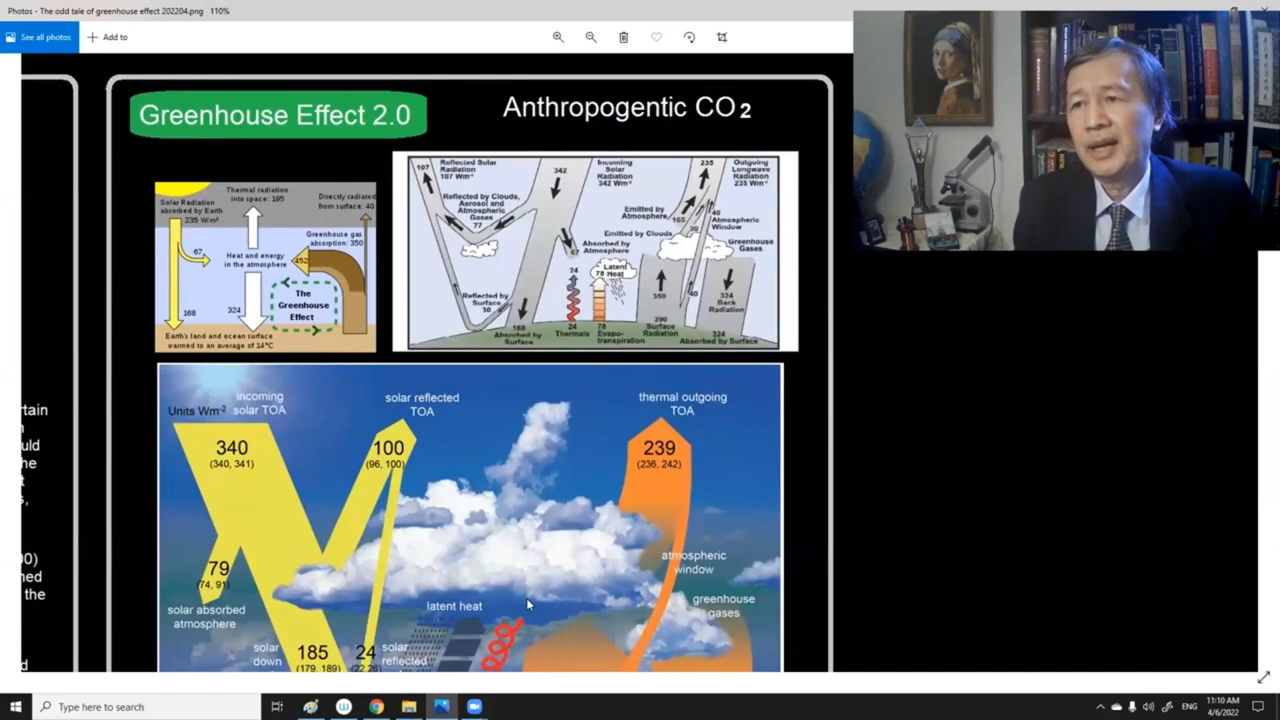 Photos - The odd tale of greenhouse effect 202204.png 110%
See all photos
Add to
Greenhouse Effect 2.0
Anthropogentic CO2
Solar Radiation
absorbed by Earth
235 W/m²
Thermal radiation
into space: 195
Directly radiated
from surface: 40
67
Heat and energy
in the atmosphere
Greenhouse gas
absorption: 350
452
The
Greenhouse
Effect
168
324
Earth's land and ocean surface
warmed to an average of 14°C
107
Reflected Solar
Radiation
107 Wm⁻²
342
Incoming
Solar
Radiation
342 Wm⁻²
235
Outgoing
Longwave
Radiation
235 Wm⁻²
Reflected by Clouds,
Aerosol and
Atmospheric
Gases
77
Emitted by
Atmosphere
165
30
40
Atmospheric
Window
Emitted by Clouds
Greenhouse
Gases
67
Absorbed by
Atmosphere
24
78
Latent
Heat
Reflected by
Surface
30
350
40
324
Back
Radiation
168
Absorbed by
Surface
24
Thermals
78
Evapo-
transpiration
390
Surface
Radiation
324
Absorbed by Surface
Units Wm⁻²
incoming
solar TOA
solar reflected
TOA
thermal outgoing
TOA
340
(340, 341)
100
(96, 100)
239
(236, 242)
79
(74, 91)
solar absorbed
atmosphere
atmospheric
window
greenhouse
gases
latent heat
solar
down
185
(179, 189)
24
(22,26)
solar
reflected
rtain
uld
he
t
s,
00)
ned
the
d
Type here to search
ENG
11:10 AM
4/6/2022